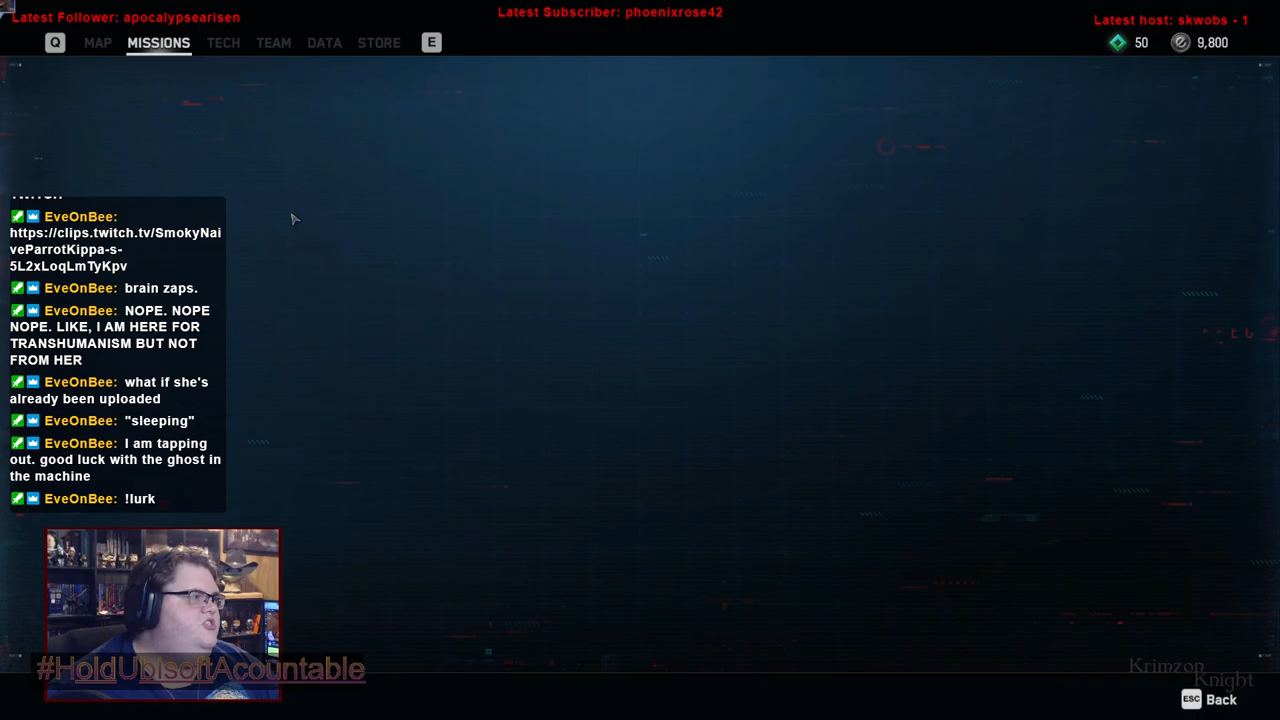 Latest Follower: apocalypsearisen
Latest Subscriber: phoenixrose42
Latest host: skwobs - 1
Q MAP MISSIONS TECH TEAM DATA STORE E
50 9,800
EveOnBee:
https://clips.twitch.tv/SmokyNai
veParrotKippa-s-
5L2xLoqLmTyKpv
EveOnBee: brain zaps.
EveOnBee: NOPE. NOPE
NOPE. LIKE, I AM HERE FOR
TRANSHUMANISM BUT NOT
FROM HER
EveOnBee: what if she's
already been uploaded
EveOnBee: "sleeping"
EveOnBee: I am tapping
out. good luck with the ghost in
the machine
EveOnBee: !lurk
#HoldUbisoftAcountable
Krimzon
Knight
ESC Back